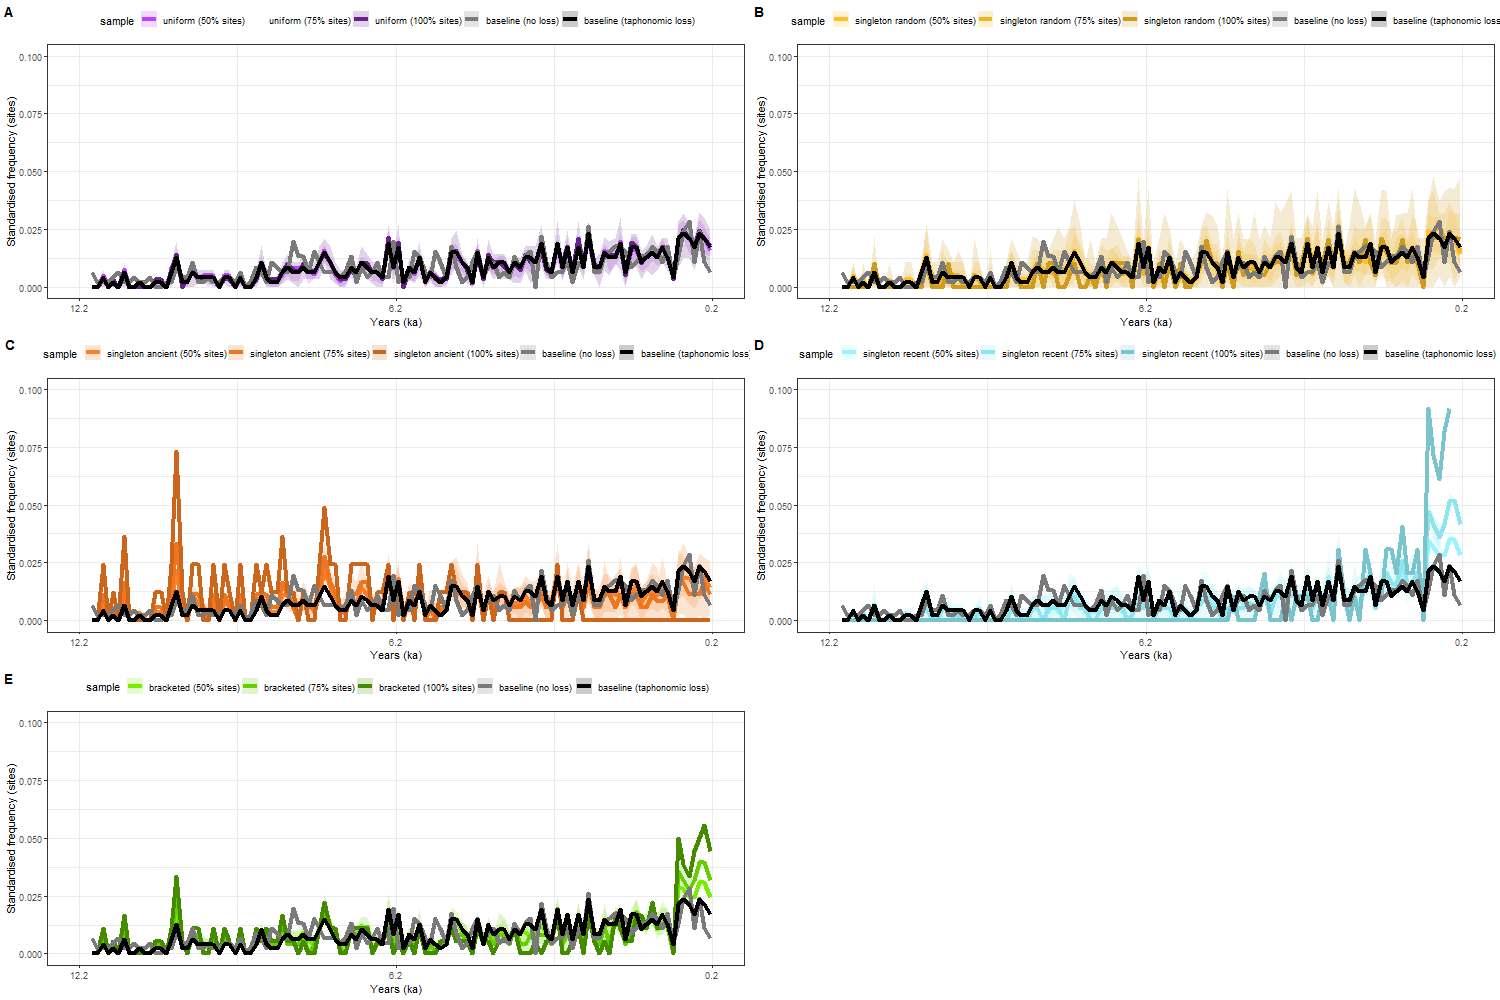 A
sample uniform (50% sites) uniform (75% sites) uniform (100% sites) baseline (no loss) baseline (taphonomic loss)
0.100
0.075
0.050
0.025
0.000
Standardised frequency (sites)
12.2 6.2 0.2
Years (ka)
B
sample singleton random (50% sites) singleton random (75% sites) singleton random (100% sites) baseline (no loss) baseline (taphonomic los
0.100
0.075
0.050
0.025
0.000
Standardised frequency (sites)
12.2 6.2 0.2
Years (ka)
C
sample singleton ancient (50% sites) singleton ancient (75% sites) singleton ancient (100% sites) baseline (no loss) baseline (taphonomic loss
0.100
0.075
0.050
0.025
0.000
Standardised frequency (sites)
12.2 6.2 0.2
Years (ka)
D
sample singleton recent (50% sites) singleton recent (75% sites) singleton recent (100% sites) baseline (no loss) baseline (taphonomic loss)
0.100
0.075
0.050
0.025
0.000
Standardised frequency (sites)
12.2 6.2 0.2
Years (ka)
E
sample bracketed (50% sites) bracketed (75% sites) bracketed (100% sites) baseline (no loss) baseline (taphonomic loss)
0.100
0.075
0.050
0.025
0.000
Standardised frequency (sites)
12.2 6.2 0.2
Years (ka)